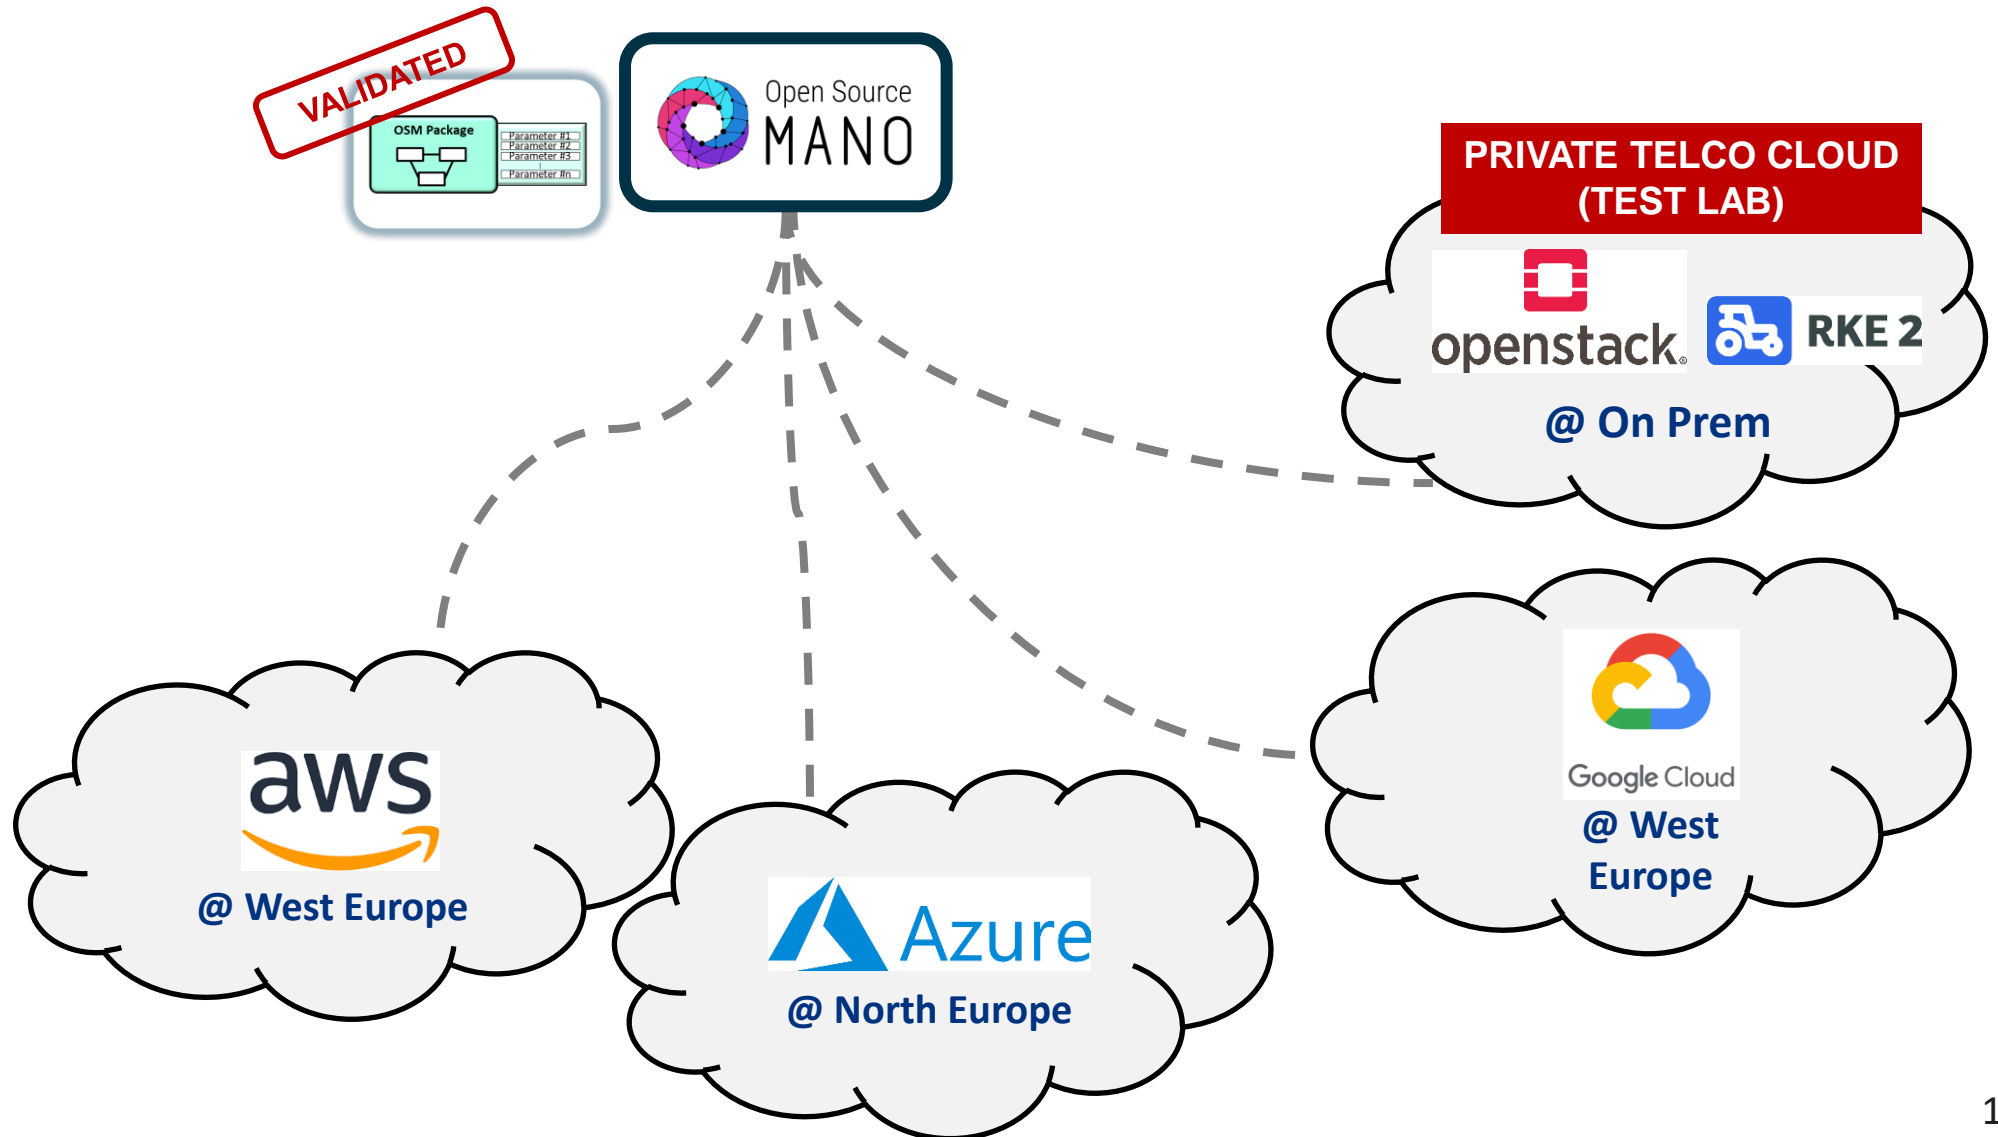 VALIDATED
OSM Package
Parameter #1
Parameter #2
Parameter #3
Parameter #n
Open Source
MANO
PRIVATE TELCO CLOUD
(TEST LAB)
openstack.
RKE 2
@ On Prem
aws
@ West Europe
Azure
@ North Europe
Google Cloud
@ West
Europe
1